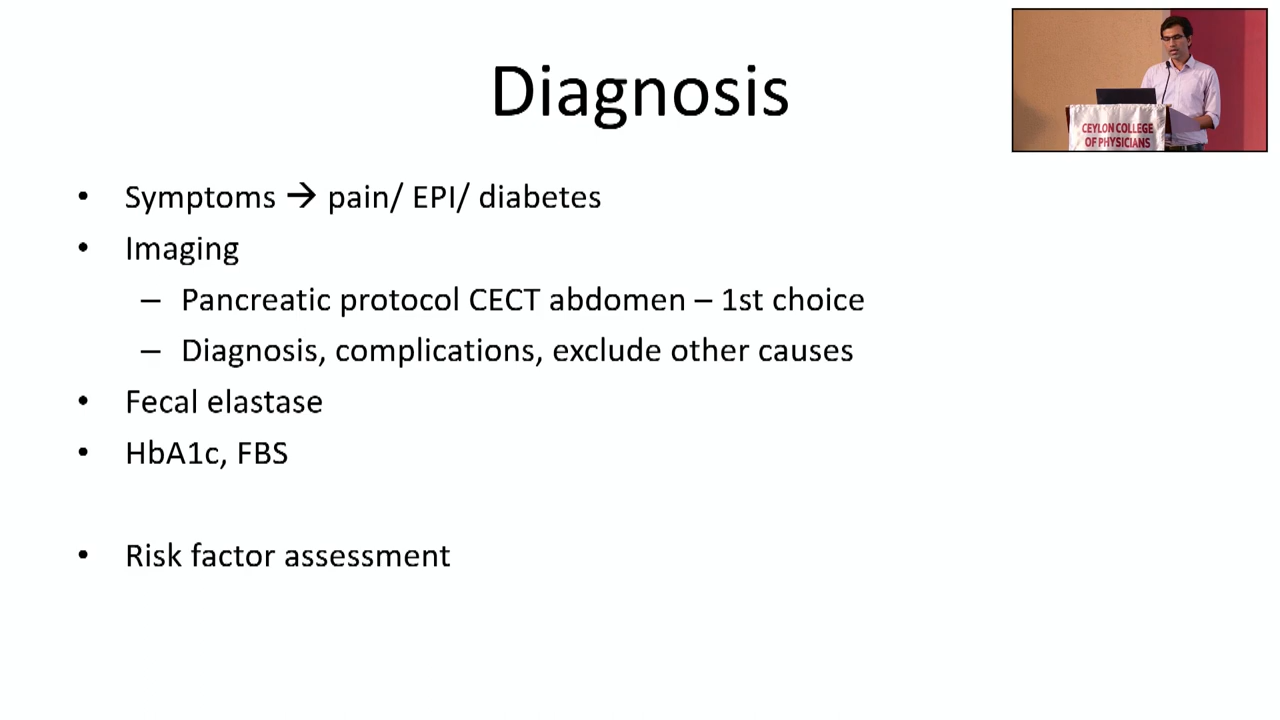 Diagnosis
CEYLON COLLEGE
OF PHYSICIANS
• Symptoms → pain/ EPI/ diabetes
• Imaging
– Pancreatic protocol CECT abdomen – 1st choice
– Diagnosis, complications, exclude other causes
• Fecal elastase
• HbA1c, FBS
• Risk factor assessment